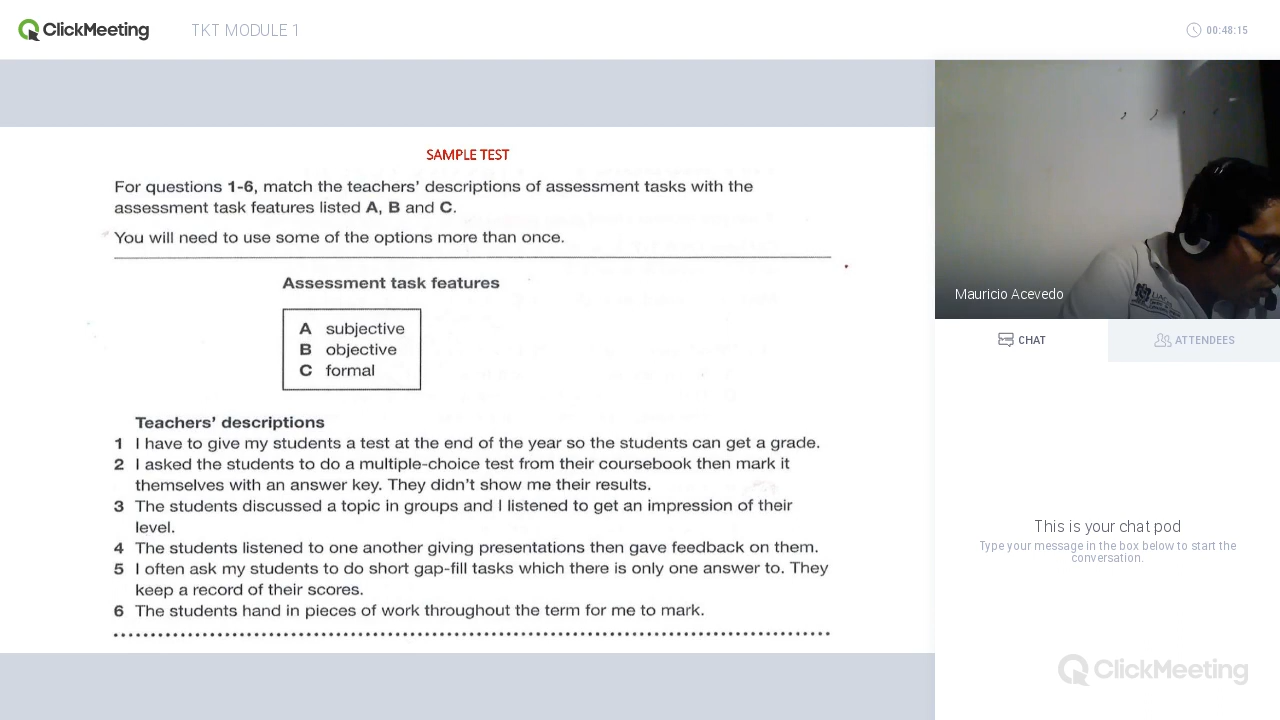 ClickMeeting
TKT MODULE 1
00:48:15
SAMPLE TEST
For questions 1-6, match the teachers' descriptions of assessment tasks with the
assessment task features listed A, B and C.
You will need to use some of the options more than once.
Assessment task features
A subjective
B objective
C formal
Teachers' descriptions
1 I have to give my students a test at the end of the year so the students can get a grade.
2 I asked the students to do a multiple-choice test from their coursebook then mark it
themselves with an answer key. They didn't show me their results.
3 The students discussed a topic in groups and I listened to get an impression of their
level.
4 The students listened to one another giving presentations then gave feedback on them.
5 I often ask my students to do short gap-fill tasks which there is only one answer to. They
keep a record of their scores.
6 The students hand in pieces of work throughout the term for me to mark.
Mauricio Acevedo
CHAT
ATTENDEES
This is your chat pod
Type your message in the box below to start the
conversation.
ClickMeeting